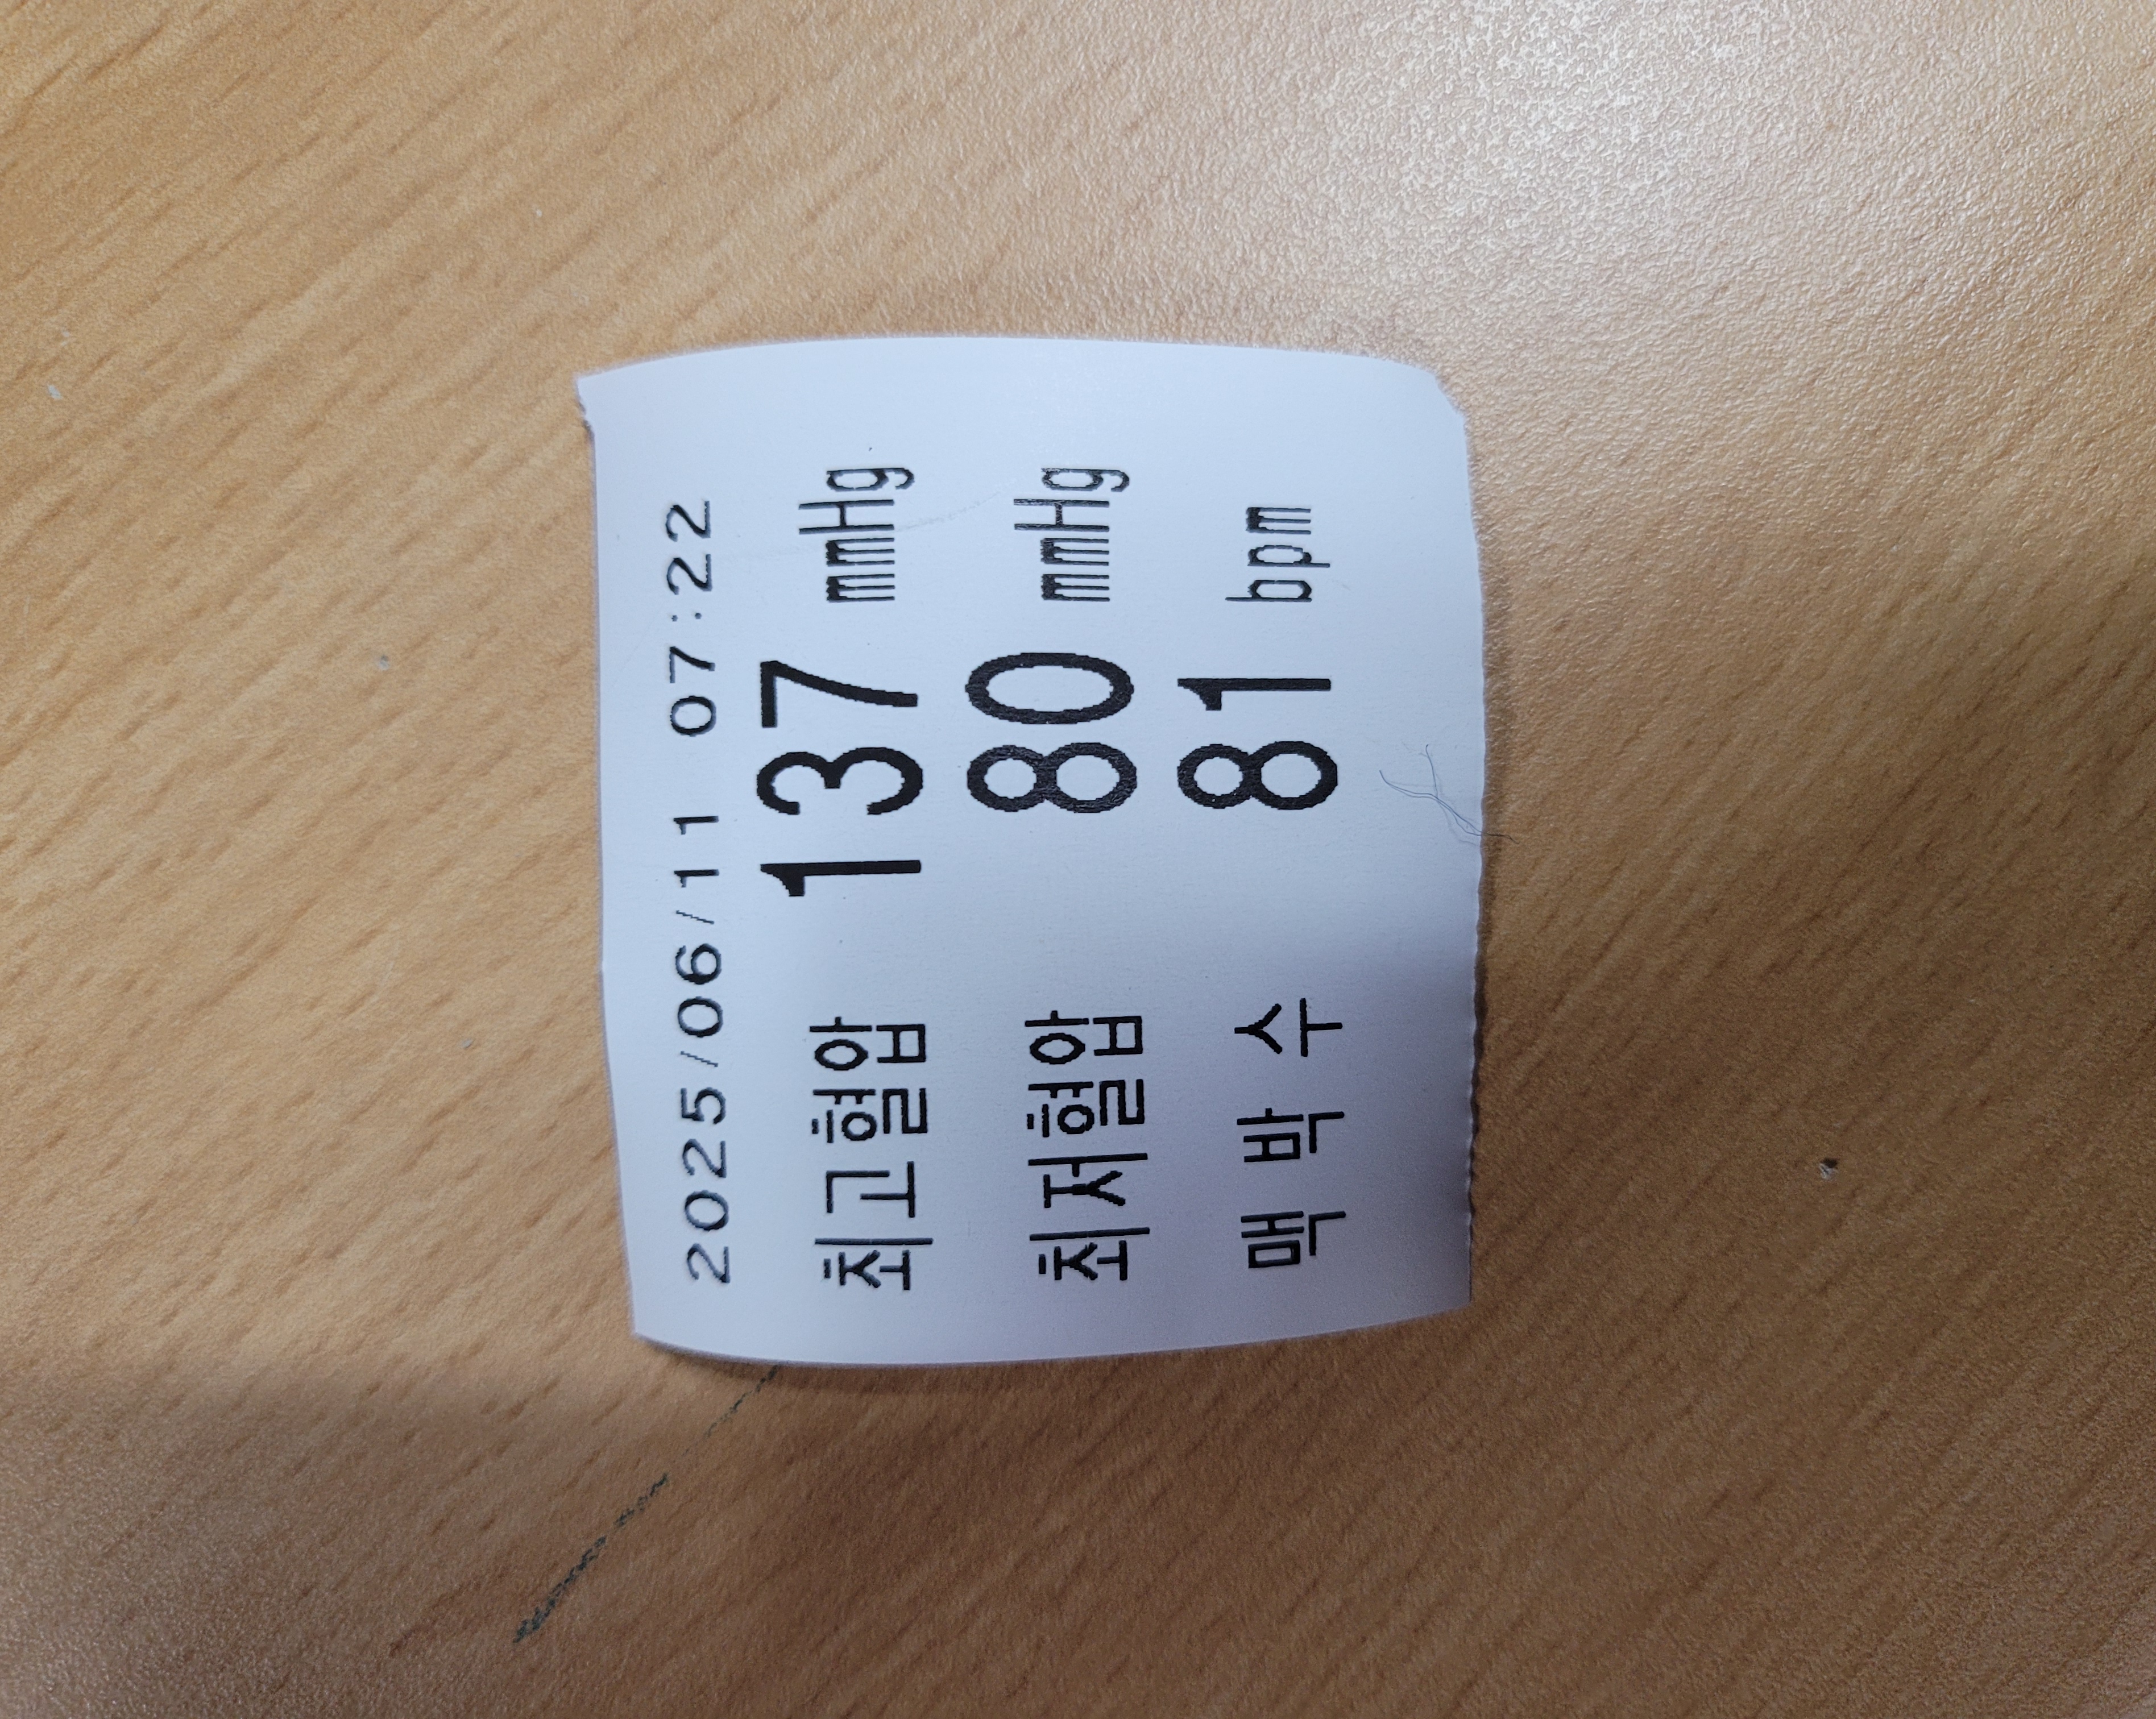 2025/06/11 07:22
최고혈압 137 mmHg
최저혈압 80 mmHg
맥 박 수 81 bpm